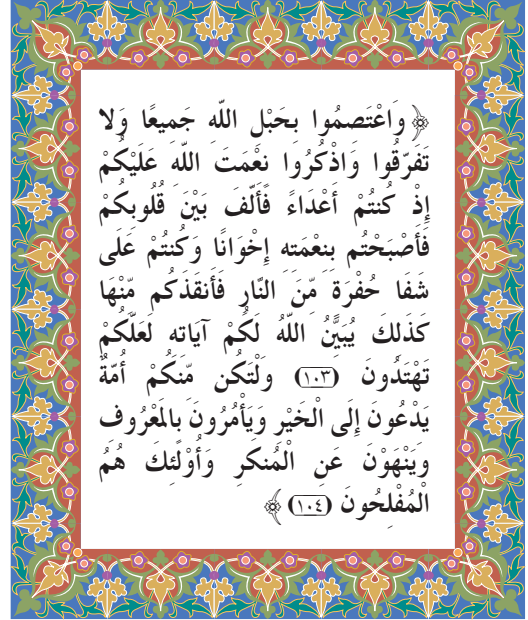 ﴿ وَاعْتَصِمُوا بِحَبْلِ اللَّهِ جَمِيعًا وَلا
تَفَرَّقُوا وَاذْكُرُوا نِعْمَتَ اللَّهِ عَلَيْكُمْ
إِذْ كُنتُمْ أَعْدَاءً فَأَلَّفَ بَيْنَ قُلُوبِكُمْ
فَأَصْبَحْتُم بِنِعْمَتِهِ إِخْوَانًا وَكُنتُمْ عَلَى
شَفَا حُفْرَةٍ مِّنَ النَّارِ فَأَنقَذَكُم مِّنْهَا
كَذَلِكَ يُبَيِّنُ اللَّهُ لَكُمْ آيَاتِهِ لَعَلَّكُمْ
تَهْتَدُونَ (١٠٣) وَلْتَكُن مِّنكُمْ أُمَّةٌ
يَدْعُونَ إِلَى الْخَيْرِ وَيَأْمُرُونَ بِالْمَعْرُوفِ
وَيَنْهَوْنَ عَنِ الْمُنكَرِ وَأُوْلَئِكَ هُمُ
الْمُفْلِحُونَ (١٠٤) ﴾